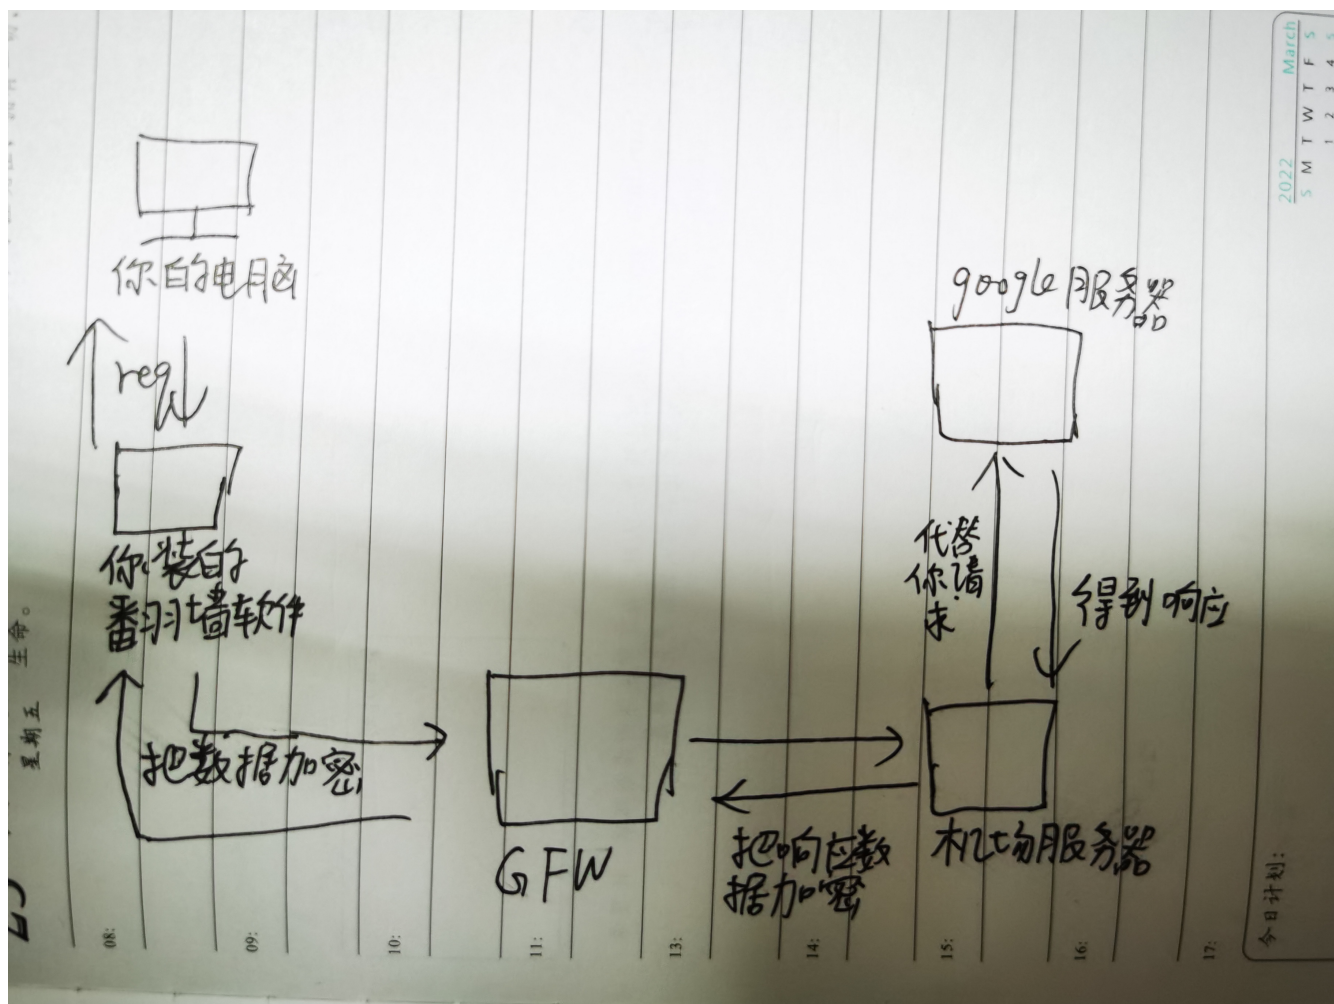 你的电脑
req
你装的
翻墙软件
把数据加密
GFW
google服务器
代替
你请
求
得到响应
把响应数
据加密
机场服务器
2022 March
S M T W T F S
1 2 3 4 5
今日计划：
星期五
生命。
08:
09:
10:
11:
13:
14:
15:
16:
17: